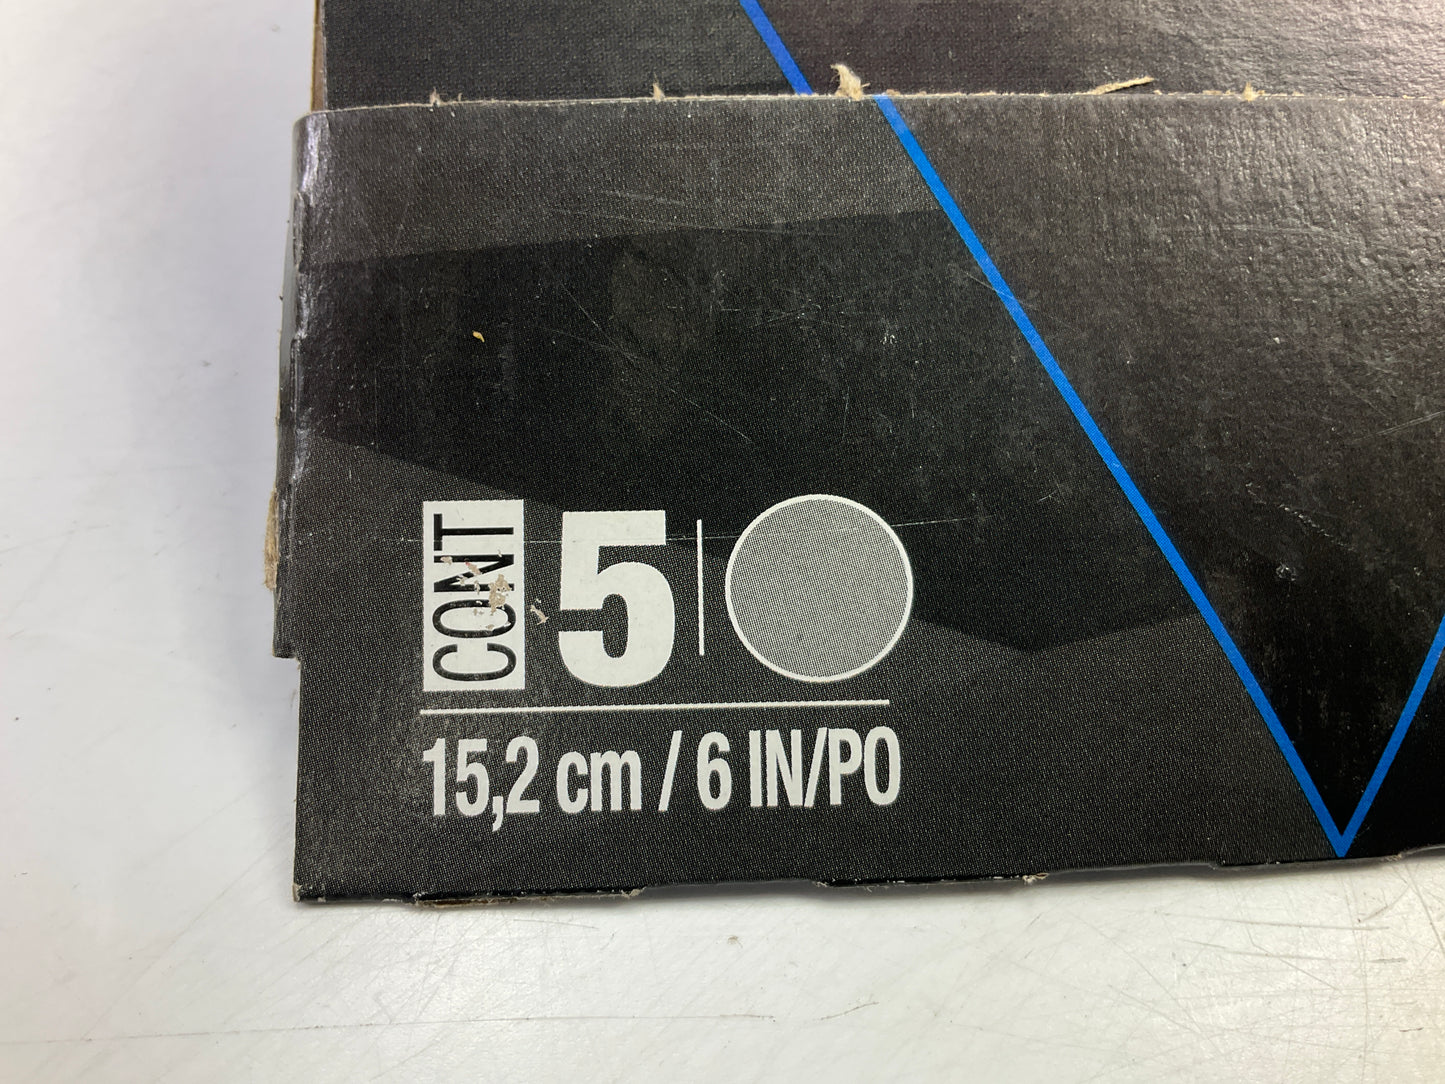 CONT 5
15,2 cm / 6 IN/PO